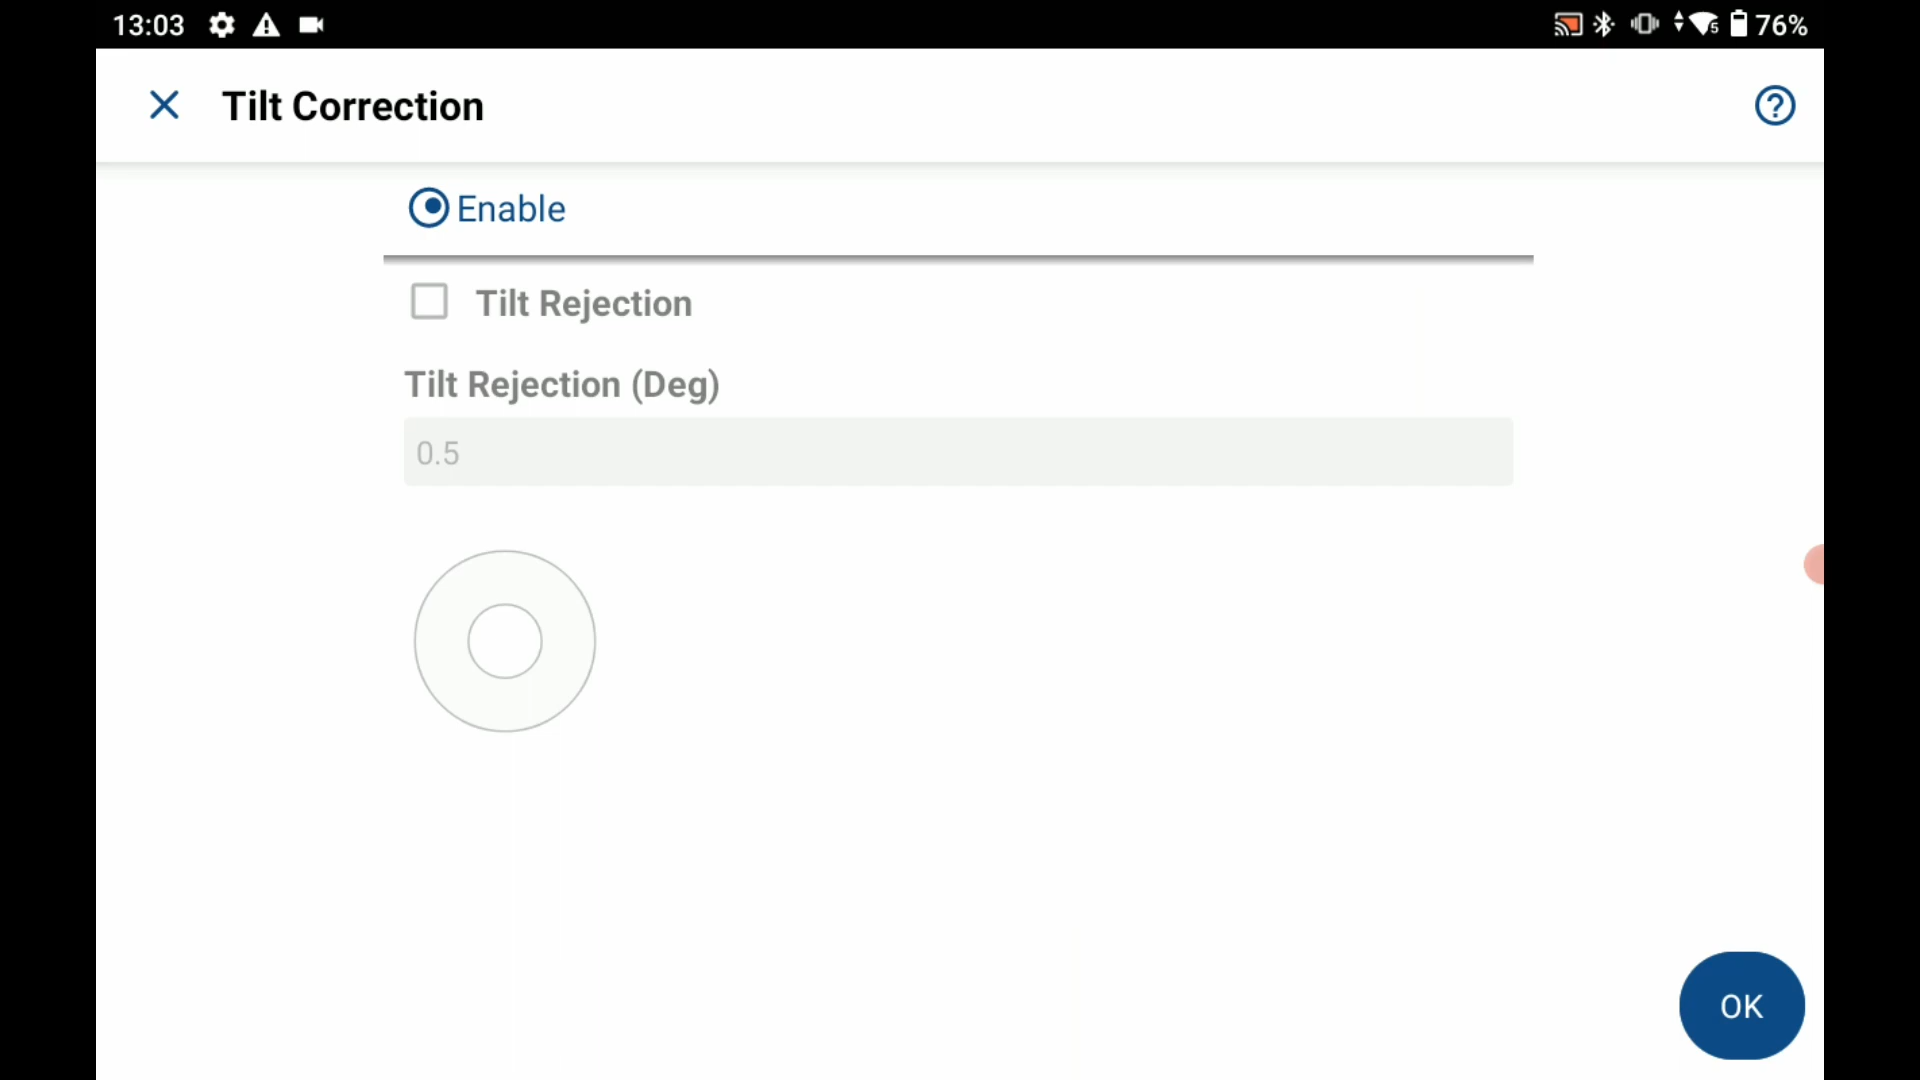 13:03 76%
Tilt Correction
Enable
Tilt Rejection
Tilt Rejection (Deg)
0.5
OK